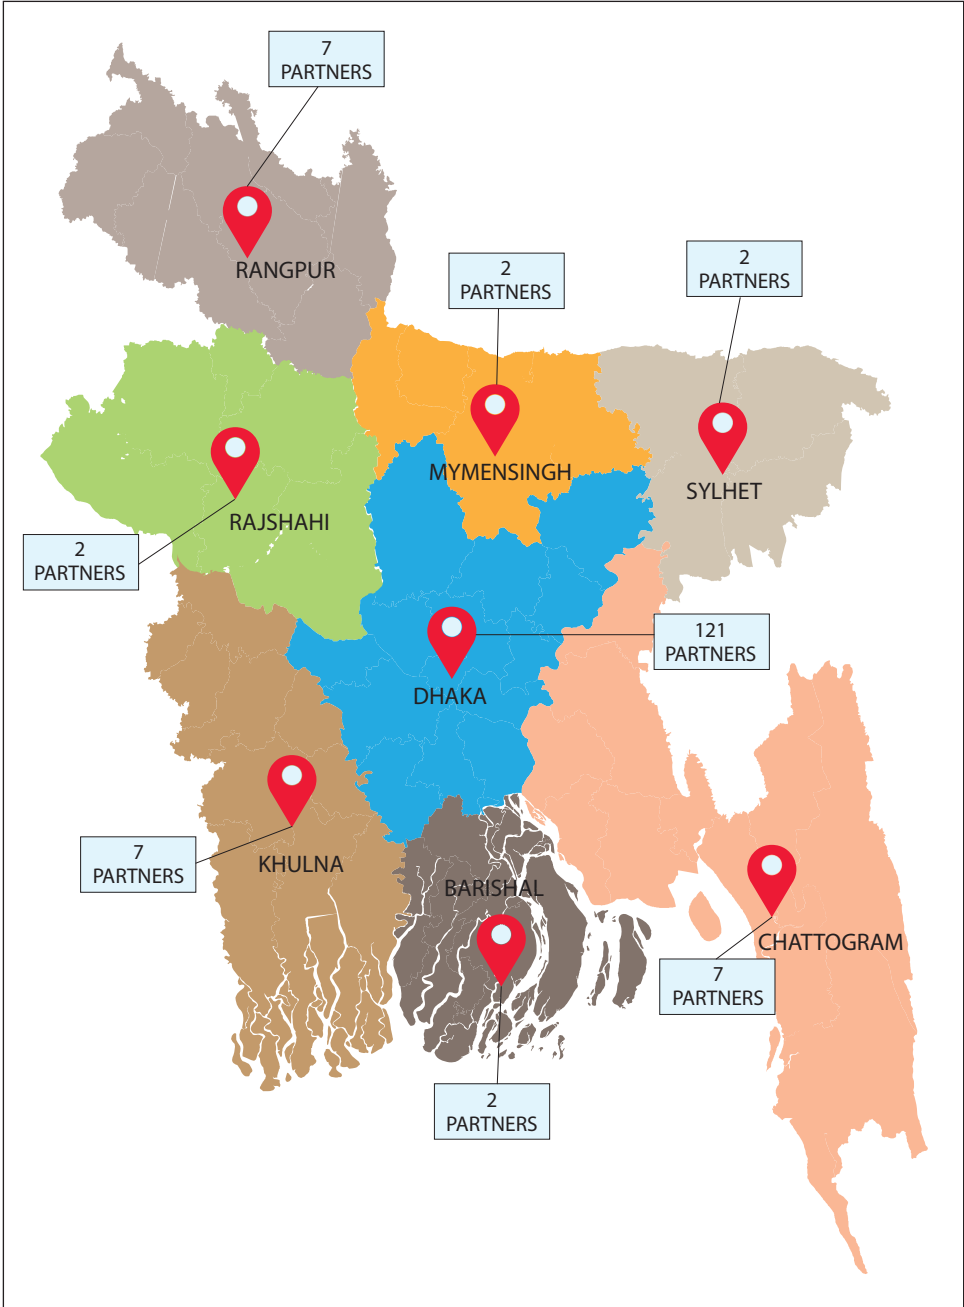 7
PARTNERS
RANGPUR
2
PARTNERS
2
PARTNERS
MYMENSINGH
SYLHET
RAJSHAHI
2
PARTNERS
121
PARTNERS
DHAKA
7
PARTNERS
KHULNA
BARISHAL
CHATTOGRAM
7
PARTNERS
2
PARTNERS